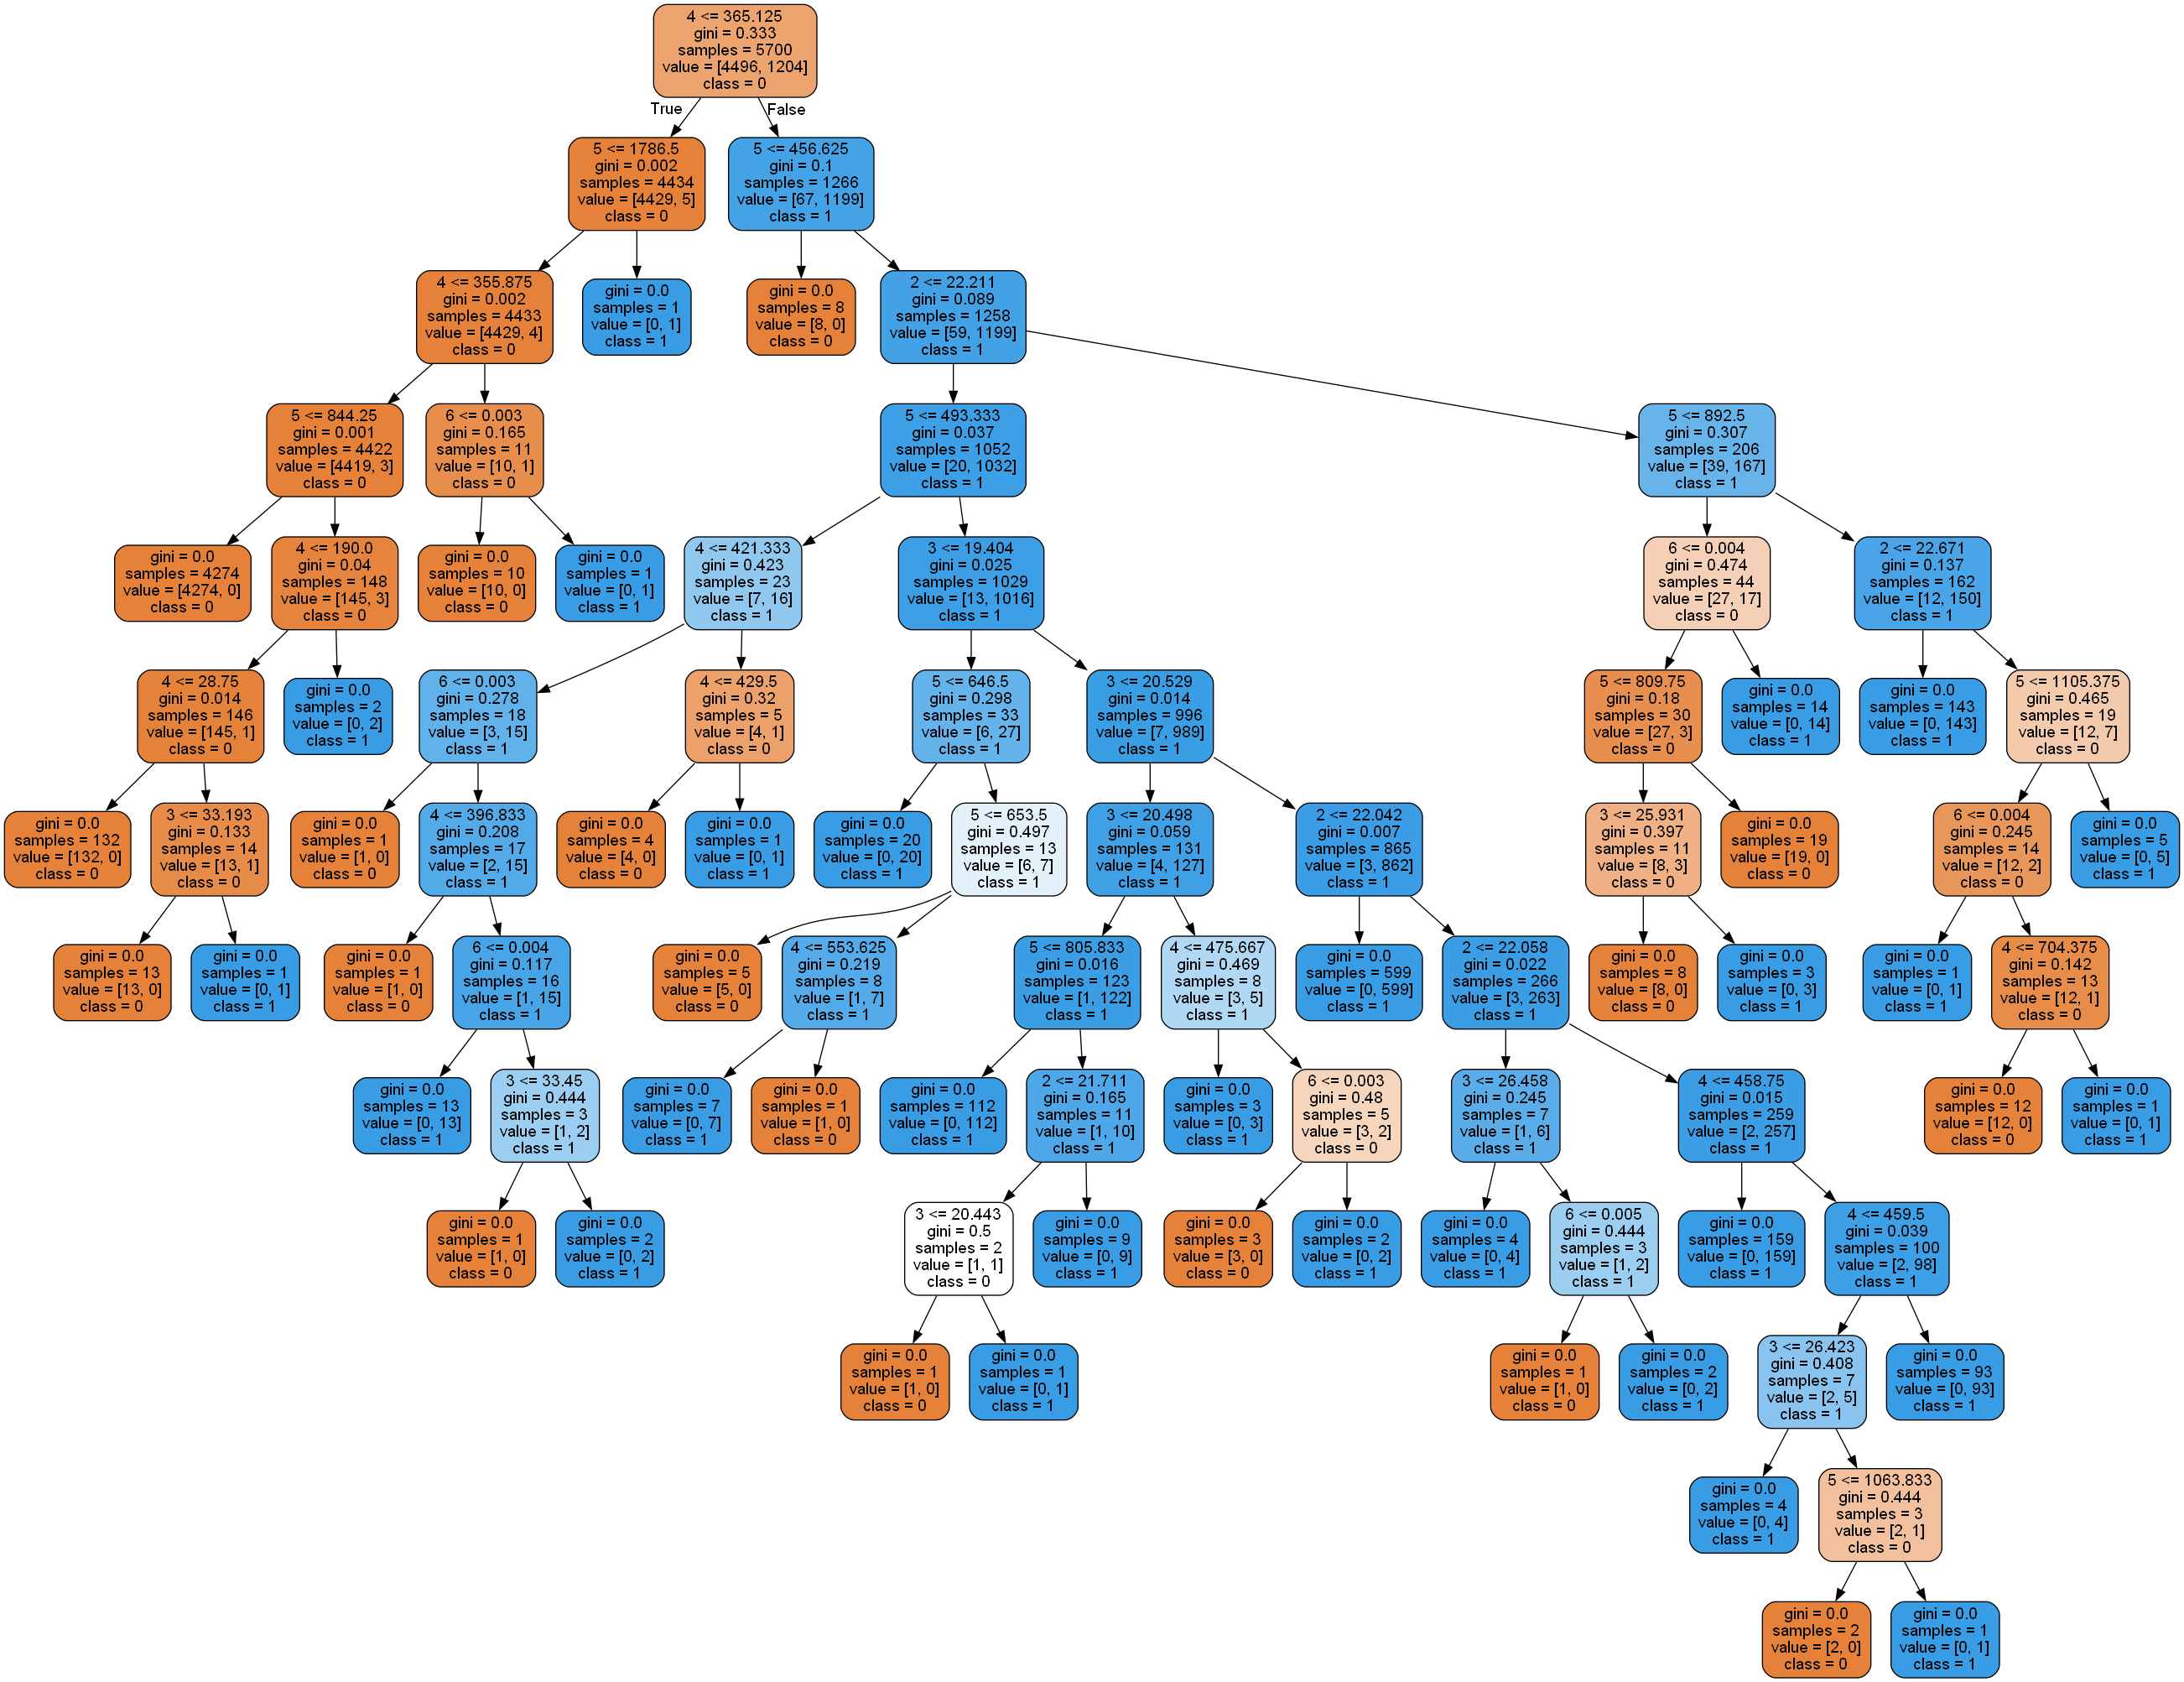 4 <= 365.125
gini = 0.333
samples = 5700
value = [4496, 1204]
class = 0
True
False
5 <= 1786.5
gini = 0.002
samples = 4434
value = [4429, 5]
class = 0
5 <= 456.625
gini = 0.1
samples = 1266
value = [67, 1199]
class = 1
4 <= 355.875
gini = 0.002
samples = 4433
value = [4429, 4]
class = 0
gini = 0.0
samples = 1
value = [0, 1]
class = 1
gini = 0.0
samples = 8
value = [8, 0]
class = 0
2 <= 22.211
gini = 0.089
samples = 1258
value = [59, 1199]
class = 1
5 <= 844.25
gini = 0.001
samples = 4422
value = [4419, 3]
class = 0
6 <= 0.003
gini = 0.165
samples = 11
value = [10, 1]
class = 0
5 <= 493.333
gini = 0.037
samples = 1052
value = [20, 1032]
class = 1
5 <= 892.5
gini = 0.307
samples = 206
value = [39, 167]
class = 1
gini = 0.0
samples = 4274
value = [4274, 0]
class = 0
4 <= 190.0
gini = 0.04
samples = 148
value = [145, 3]
class = 0
gini = 0.0
samples = 10
value = [10, 0]
class = 0
gini = 0.0
samples = 1
value = [0, 1]
class = 1
4 <= 421.333
gini = 0.423
samples = 23
value = [7, 16]
class = 1
3 <= 19.404
gini = 0.025
samples = 1029
value = [13, 1016]
class = 1
6 <= 0.004
gini = 0.474
samples = 44
value = [27, 17]
class = 0
2 <= 22.671
gini = 0.137
samples = 162
value = [12, 150]
class = 1
4 <= 28.75
gini = 0.014
samples = 146
value = [145, 1]
class = 0
gini = 0.0
samples = 2
value = [0, 2]
class = 1
6 <= 0.003
gini = 0.278
samples = 18
value = [3, 15]
class = 1
4 <= 429.5
gini = 0.32
samples = 5
value = [4, 1]
class = 0
5 <= 646.5
gini = 0.298
samples = 33
value = [6, 27]
class = 1
3 <= 20.529
gini = 0.014
samples = 996
value = [7, 989]
class = 1
5 <= 809.75
gini = 0.18
samples = 30
value = [27, 3]
class = 0
gini = 0.0
samples = 14
value = [0, 14]
class = 1
gini = 0.0
samples = 143
value = [0, 143]
class = 1
5 <= 1105.375
gini = 0.465
samples = 19
value = [12, 7]
class = 0
gini = 0.0
samples = 132
value = [132, 0]
class = 0
3 <= 33.193
gini = 0.133
samples = 14
value = [13, 1]
class = 0
gini = 0.0
samples = 1
value = [1, 0]
class = 0
4 <= 396.833
gini = 0.208
samples = 17
value = [2, 15]
class = 1
gini = 0.0
samples = 4
value = [4, 0]
class = 0
gini = 0.0
samples = 1
value = [0, 1]
class = 1
gini = 0.0
samples = 20
value = [0, 20]
class = 1
5 <= 653.5
gini = 0.497
samples = 13
value = [6, 7]
class = 1
3 <= 20.498
gini = 0.059
samples = 131
value = [4, 127]
class = 1
2 <= 22.042
gini = 0.007
samples = 865
value = [3, 862]
class = 1
3 <= 25.931
gini = 0.397
samples = 11
value = [8, 3]
class = 0
gini = 0.0
samples = 19
value = [19, 0]
class = 0
6 <= 0.004
gini = 0.245
samples = 14
value = [12, 2]
class = 0
gini = 0.0
samples = 5
value = [0, 5]
class = 1
gini = 0.0
samples = 13
value = [13, 0]
class = 0
gini = 0.0
samples = 1
value = [0, 1]
class = 1
gini = 0.0
samples = 1
value = [1, 0]
class = 0
6 <= 0.004
gini = 0.117
samples = 16
value = [1, 15]
class = 1
gini = 0.0
samples = 5
value = [5, 0]
class = 0
4 <= 553.625
gini = 0.219
samples = 8
value = [1, 7]
class = 1
5 <= 805.833
gini = 0.016
samples = 123
value = [1, 122]
class = 1
4 <= 475.667
gini = 0.469
samples = 8
value = [3, 5]
class = 1
gini = 0.0
samples = 599
value = [0, 599]
class = 1
2 <= 22.058
gini = 0.022
samples = 266
value = [3, 263]
class = 1
gini = 0.0
samples = 8
value = [8, 0]
class = 0
gini = 0.0
samples = 3
value = [0, 3]
class = 1
gini = 0.0
samples = 1
value = [0, 1]
class = 1
4 <= 704.375
gini = 0.142
samples = 13
value = [12, 1]
class = 0
gini = 0.0
samples = 13
value = [0, 13]
class = 1
3 <= 33.45
gini = 0.444
samples = 3
value = [1, 2]
class = 1
gini = 0.0
samples = 7
value = [0, 7]
class = 1
gini = 0.0
samples = 1
value = [1, 0]
class = 0
gini = 0.0
samples = 112
value = [0, 112]
class = 1
2 <= 21.711
gini = 0.165
samples = 11
value = [1, 10]
class = 1
gini = 0.0
samples = 3
value = [0, 3]
class = 1
6 <= 0.003
gini = 0.48
samples = 5
value = [3, 2]
class = 0
3 <= 26.458
gini = 0.245
samples = 7
value = [1, 6]
class = 1
4 <= 458.75
gini = 0.015
samples = 259
value = [2, 257]
class = 1
gini = 0.0
samples = 12
value = [12, 0]
class = 0
gini = 0.0
samples = 1
value = [0, 1]
class = 1
gini = 0.0
samples = 1
value = [1, 0]
class = 0
gini = 0.0
samples = 2
value = [0, 2]
class = 1
3 <= 20.443
gini = 0.5
samples = 2
value = [1, 1]
class = 0
gini = 0.0
samples = 9
value = [0, 9]
class = 1
gini = 0.0
samples = 3
value = [3, 0]
class = 0
gini = 0.0
samples = 2
value = [0, 2]
class = 1
gini = 0.0
samples = 4
value = [0, 4]
class = 1
6 <= 0.005
gini = 0.444
samples = 3
value = [1, 2]
class = 1
gini = 0.0
samples = 159
value = [0, 159]
class = 1
4 <= 459.5
gini = 0.039
samples = 100
value = [2, 98]
class = 1
gini = 0.0
samples = 1
value = [1, 0]
class = 0
gini = 0.0
samples = 1
value = [0, 1]
class = 1
gini = 0.0
samples = 1
value = [1, 0]
class = 0
gini = 0.0
samples = 2
value = [0, 2]
class = 1
3 <= 26.423
gini = 0.408
samples = 7
value = [2, 5]
class = 1
gini = 0.0
samples = 93
value = [0, 93]
class = 1
gini = 0.0
samples = 4
value = [0, 4]
class = 1
5 <= 1063.833
gini = 0.444
samples = 3
value = [2, 1]
class = 0
gini = 0.0
samples = 2
value = [2, 0]
class = 0
gini = 0.0
samples = 1
value = [0, 1]
class = 1